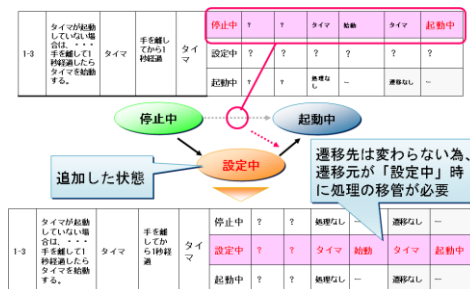 1-3
タイマが起動
していない場
合は、・・・
手を離して1
秒経過したら
タイマを始動
する。
タイマ
手を離し
てから1
秒経過
タイ
マ
停止中 ? ? タイマ 始動 タイマ 起動中
設定中 ? ? ? ? ? ?
起動中 ? ? 処理な
し ー 遷移なし ー
停止中
起動中
設定中
追加した状態
遷移先は変わらない為、
遷移元が「設定中」時
に処理の移管が必要
1-3
タイマが起動
していない場
合は、・・・
手を離して1
秒経過したら
タイマを始動
する。
タイマ
手を離
してか
ら1秒経
過
タイ
マ
停止中 ? ? 処理なし ー 遷移なし ー
設定中 ? ? タイマ 始動 タイマ 起動中
起動中 ? ? 処理なし ー 遷移なし ー